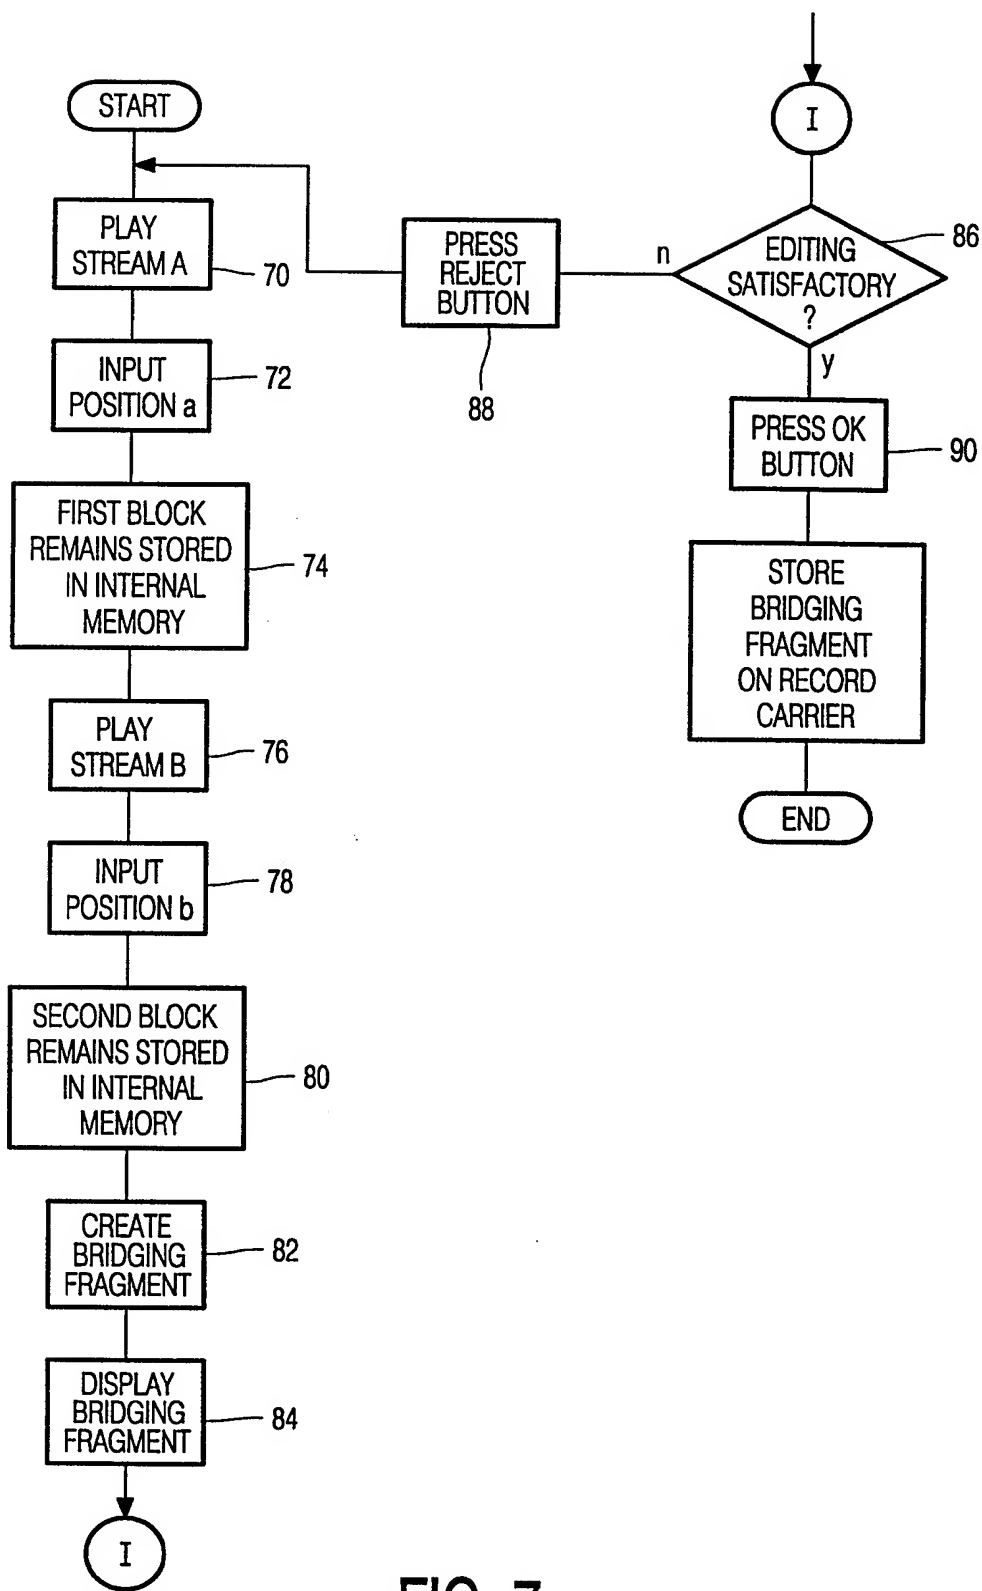 START
PLAY
STREAM A
70
INPUT
POSITION a
72
FIRST BLOCK
REMAINS STORED
IN INTERNAL
MEMORY
74
PLAY
STREAM B
76
INPUT
POSITION b
78
SECOND BLOCK
REMAINS STORED
IN INTERNAL
MEMORY
80
CREATE
BRIDGING
FRAGMENT
82
DISPLAY
BRIDGING
FRAGMENT
84
I
I
EDITING
SATISFACTORY
?
86
n
PRESS
REJECT
BUTTON
88
y
PRESS OK
BUTTON
90
STORE
BRIDGING
FRAGMENT
ON RECORD
CARRIER
END